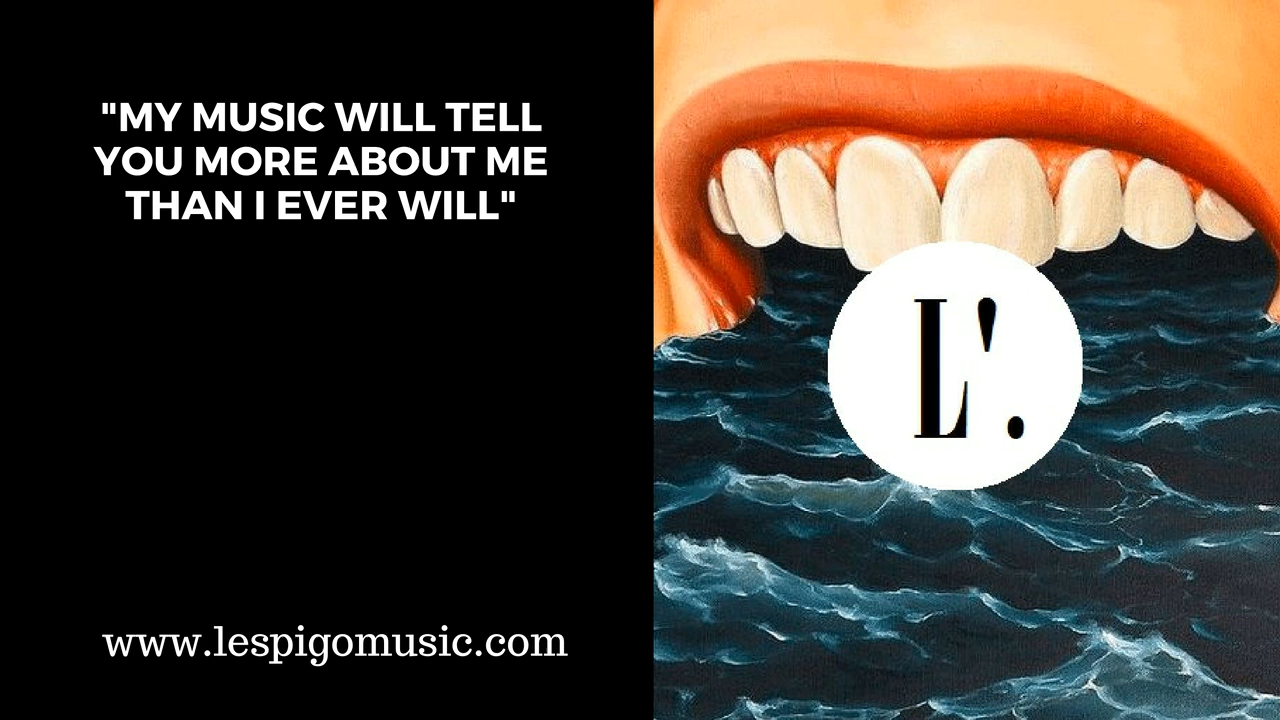 "MY MUSIC WILL TELL
YOU MORE ABOUT ME
THAN I EVER WILL"
L'.
www.lespigomusic.com